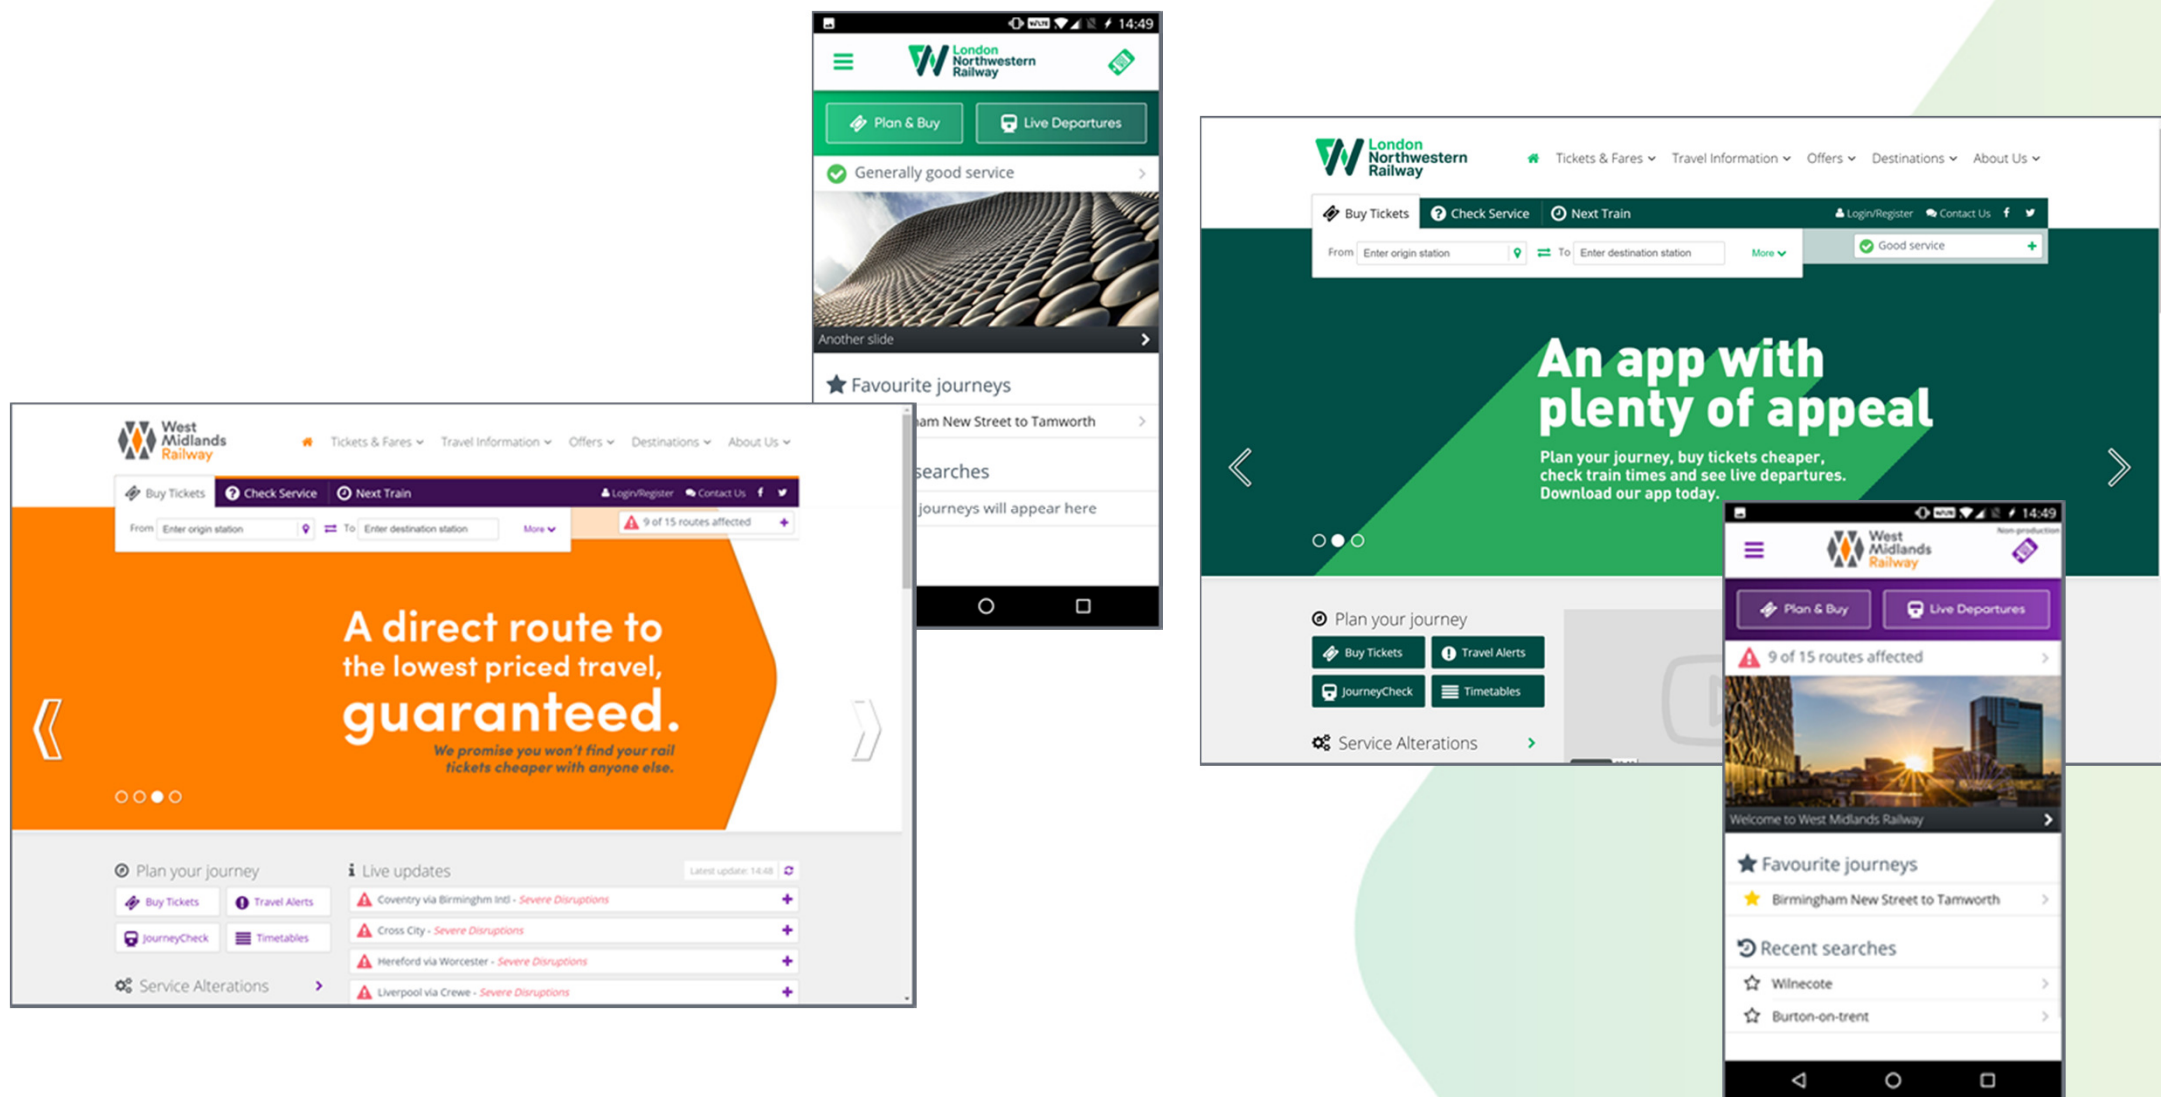 14:49
London
Northwestern
Railway
Plan & Buy
Live Departures
Generally good service
Another slide
Favourite journeys
am New Street to Tamworth
searches
journeys will appear here
London
Northwestern
Railway
Tickets & Fares
Travel Information
Offers
Destinations
About Us
Buy Tickets
Check Service
Next Train
Login/Register
Contact Us
From
Enter origin station
To
Enter destination station
More
Good service
An app with
plenty of appeal
Plan your journey, buy tickets cheaper,
check train times and see live departures.
Download our app today.
Plan your journey
Buy Tickets
Travel Alerts
JourneyCheck
Timetables
Service Alterations
West
Midlands
Railway
Tickets & Fares
Travel Information
Offers
Destinations
About Us
Buy Tickets
Check Service
Next Train
Login/Register
Contact Us
From
Enter origin station
To
Enter destination station
More
9 of 15 routes affected
A direct route to
the lowest priced travel,
guaranteed.
We promise you won't find your rail
tickets cheaper with anyone else.
Plan your journey
Buy Tickets
Travel Alerts
JourneyCheck
Timetables
Service Alterations
Live updates
Latest update: 14:48
Coventry via Birminghm Intl - Severe Disruptions
Cross City - Severe Disruptions
Hereford via Worcester - Severe Disruptions
Liverpool via Crewe - Severe Disruptions
14:49
Non-production
West
Midlands
Railway
Plan & Buy
Live Departures
9 of 15 routes affected
Welcome to West Midlands Railway
Favourite journeys
Birmingham New Street to Tamworth
Recent searches
Wilnecote
Burton-on-trent